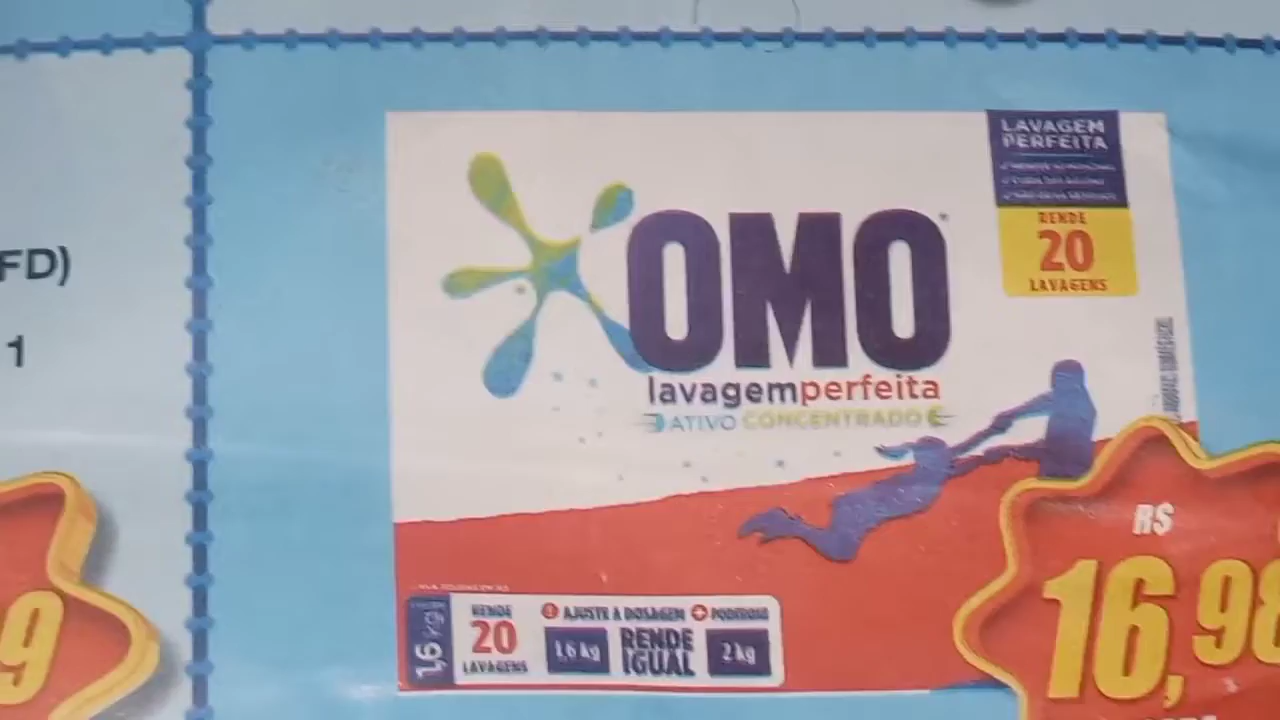 FD)
1
9
LAVAGEM
PERFEITA
RENDE
20
LAVAGENS
OMO
lavagemperfeita
ATIVO CONCENTRADO
R$
16,98
1,6 kg
RENDE
20
LAVAGENS
AJUSTE A DOSAGEM + PODEROSO
1,6 kg RENDE IGUAL 2 kg